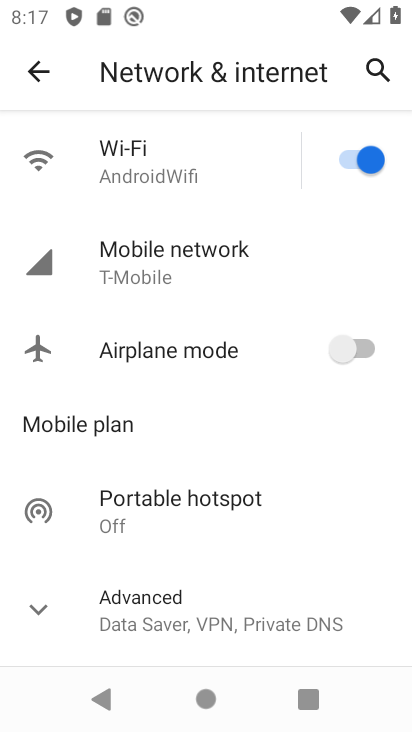 8:17
Network & internet
Wi-Fi
AndroidWifi
Mobile network
T-Mobile
Airplane mode
Mobile plan
Portable hotspot
Off
Advanced
Data Saver, VPN, Private DNS